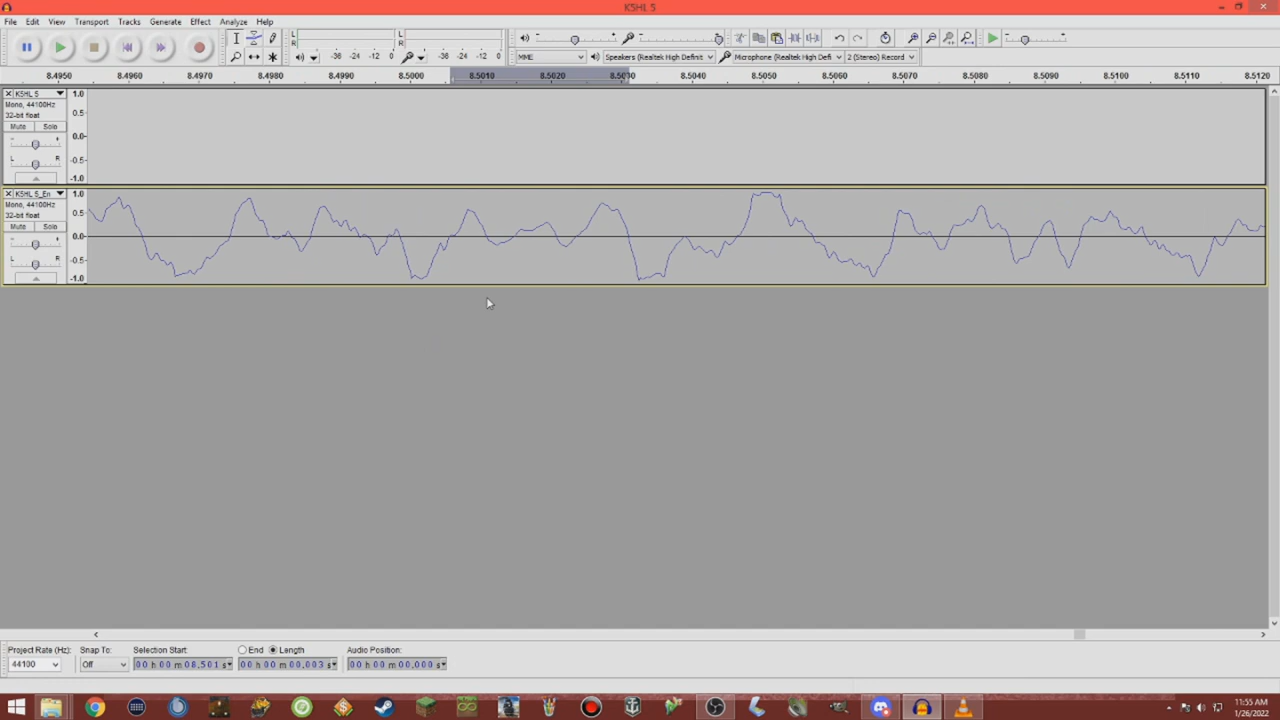 K5HL 5
File Edit View Transport Tracks Generate Effect Analyze Help
L R -36 -24 -12 0 L R -36 -24 -12 0
MME Speakers (Realtek High Definit Microphone (Realtek High Defi 2 (Stereo) Record
8.4950 8.4960 8.4970 8.4980 8.4990 8.5000 8.5010 8.5020 8.5030 8.5040 8.5050 8.5060 8.5070 8.5080 8.5090 8.5100 8.5110 8.5120
K5HL 5 1.0
Mono, 44100Hz
32-bit float 0.5
Mute Solo
- + 0.0
L R -0.5
-1.0
K5HL 5_En 1.0
Mono, 44100Hz
32-bit float 0.5
Mute Solo
- + 0.0
L R -0.5
-1.0
Project Rate (Hz): Snap To: Selection Start: End Length Audio Position:
44100 Off 00 h 00 m 08.501 s 00 h 00 m 00.003 s 00 h 00 m 00.000 s
11:55 AM
1/26/2022